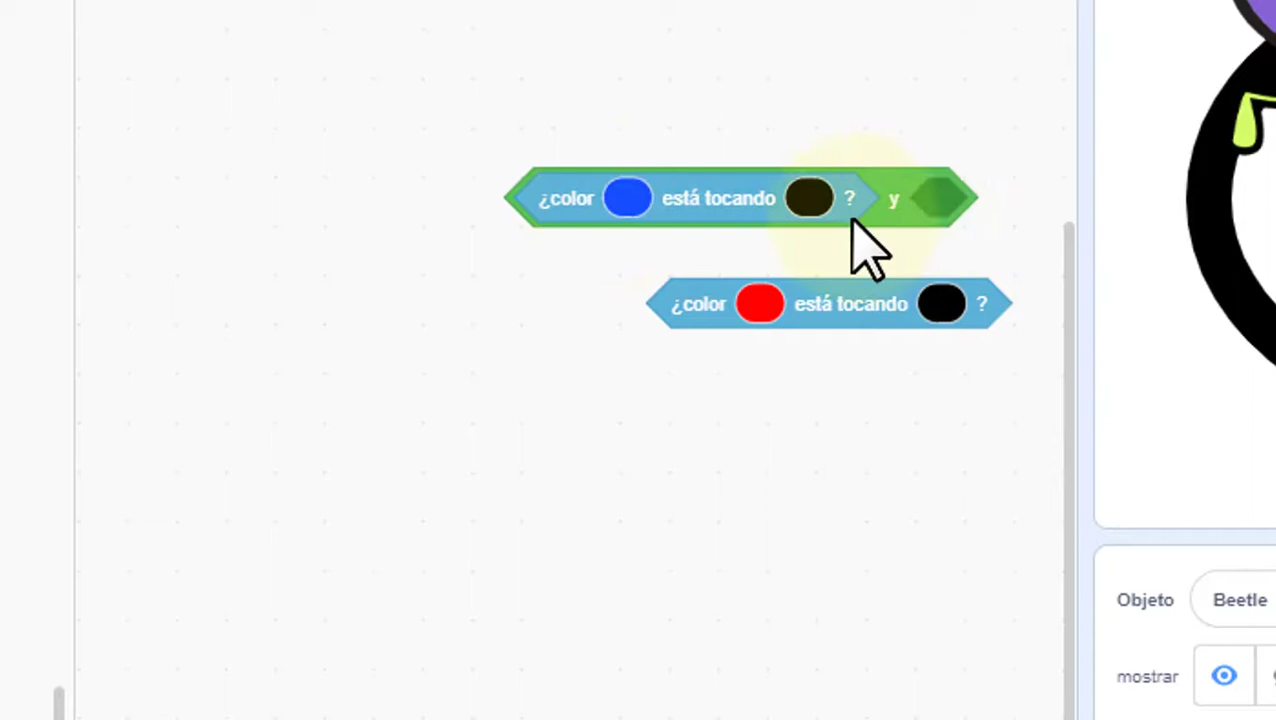 ¿color está tocando ? y
¿color está tocando ?
Objeto Beetle
mostrar